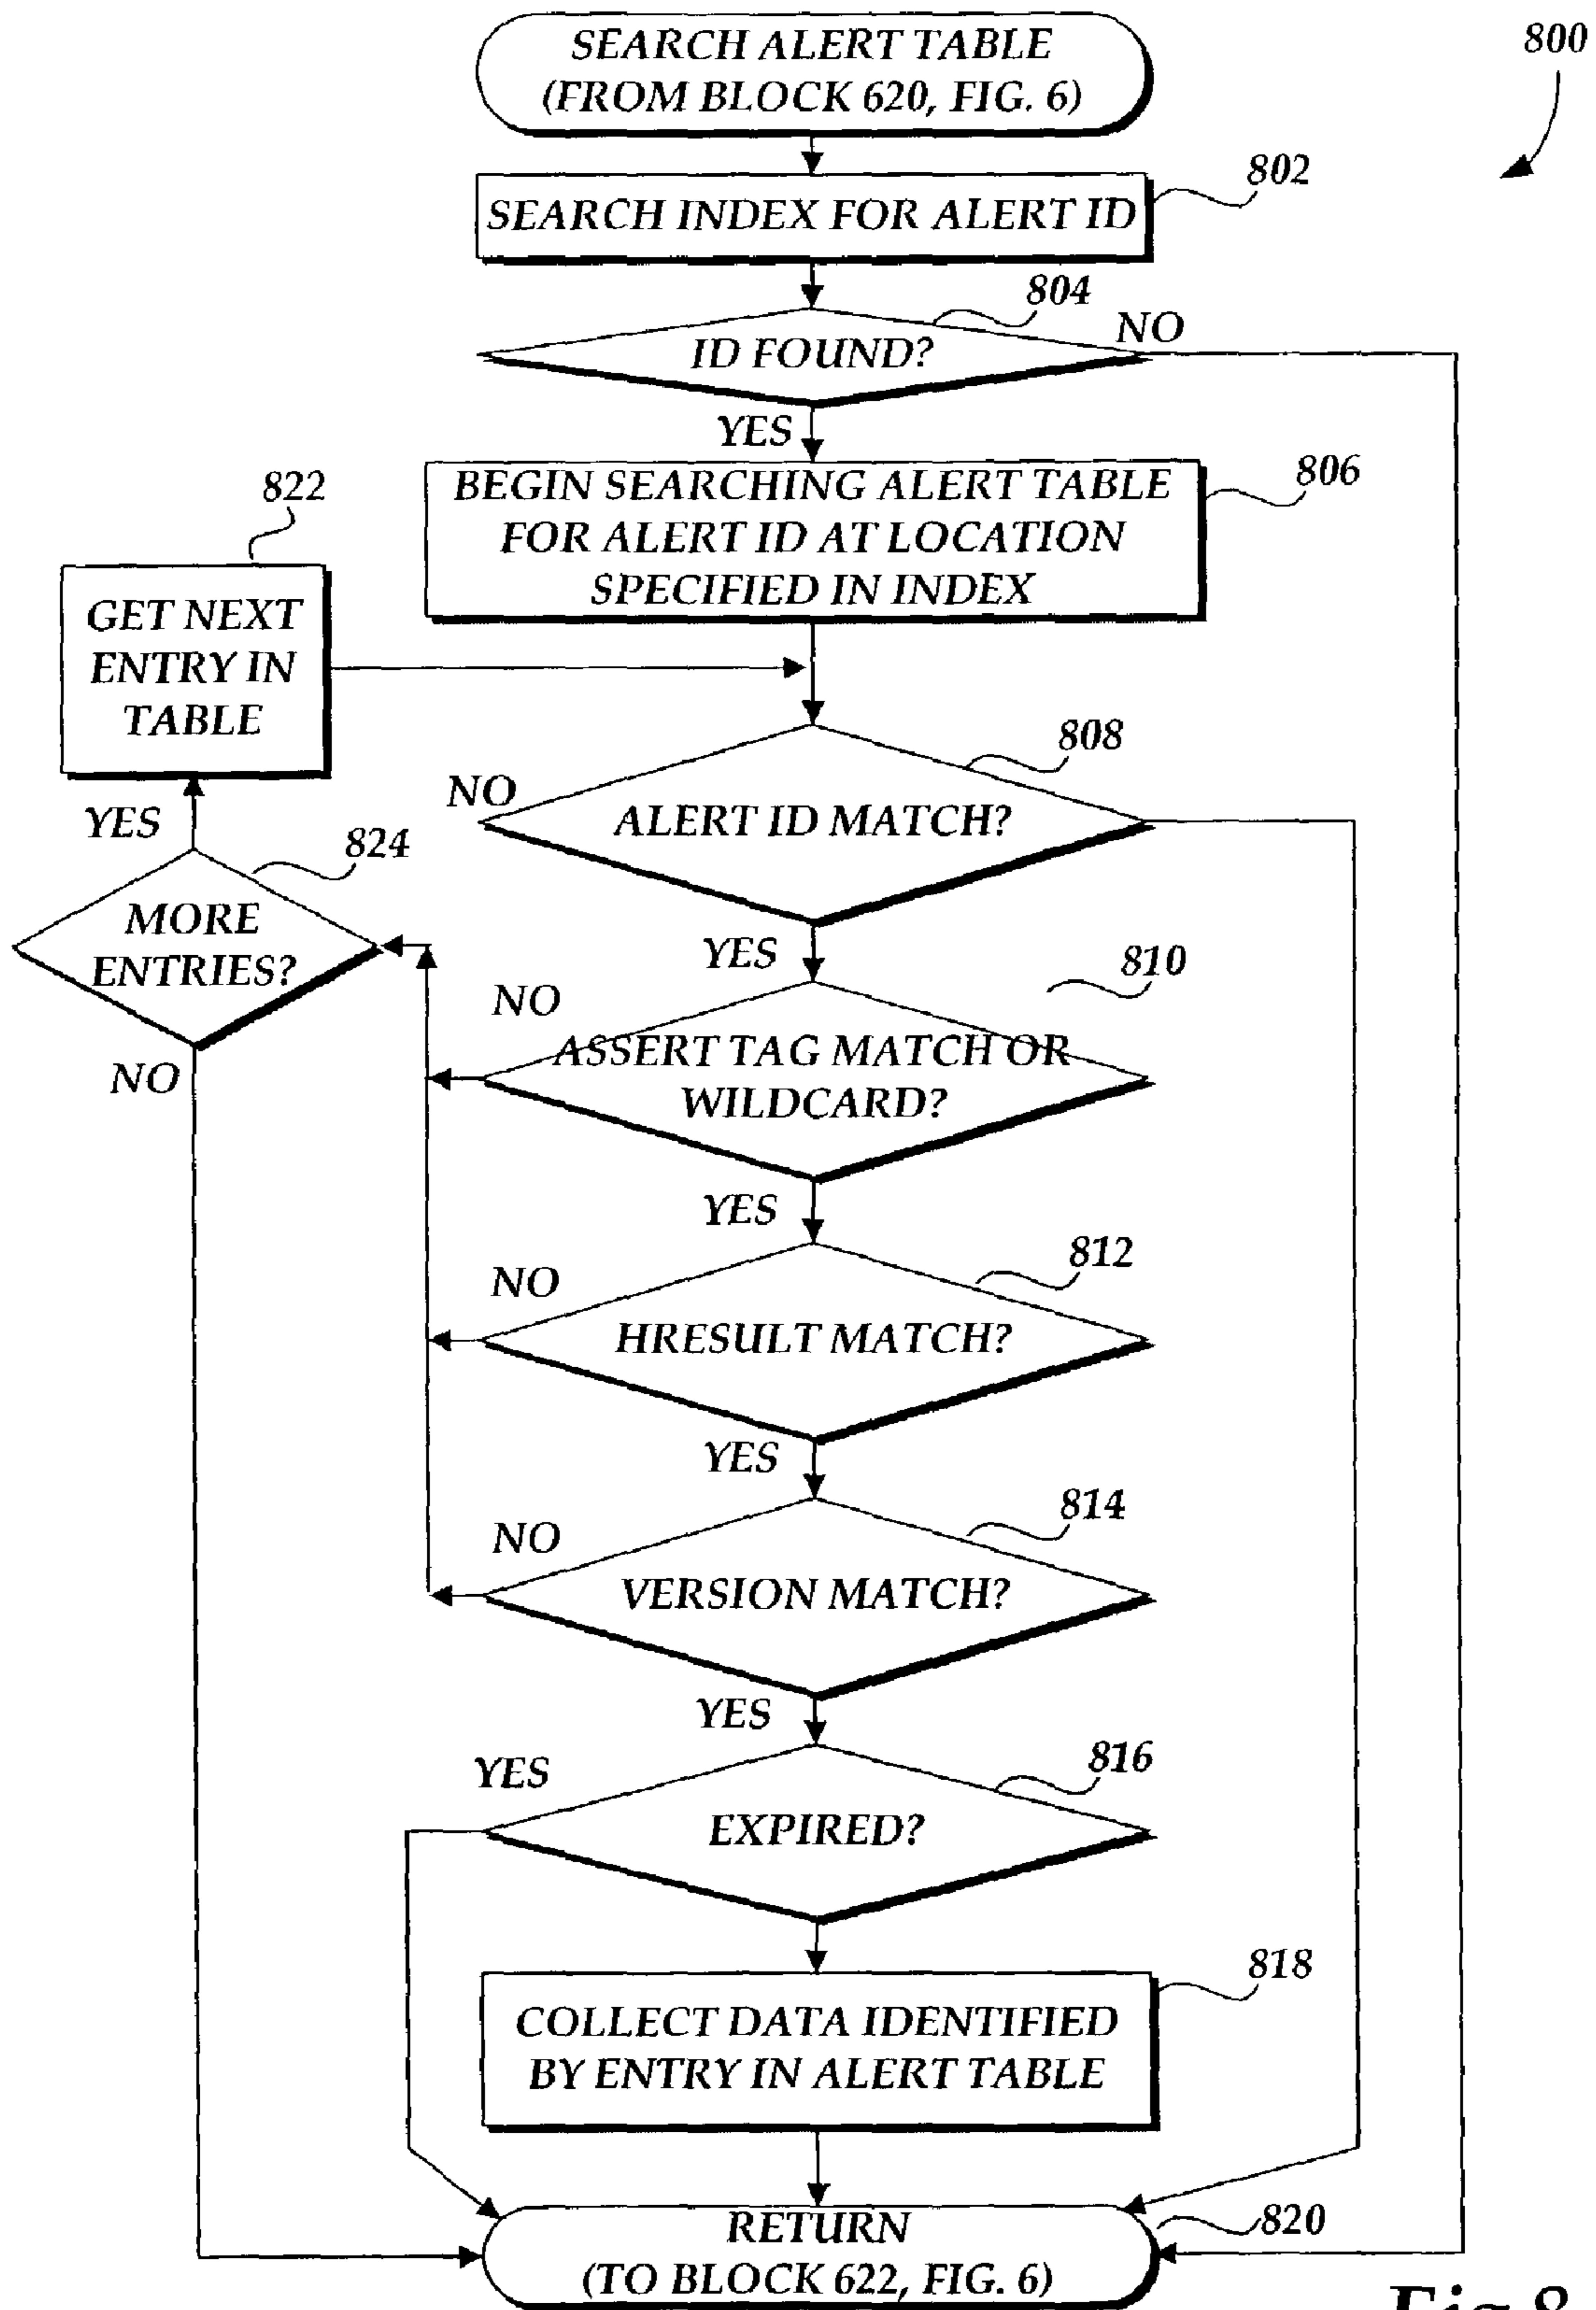 SEARCH ALERT TABLE
(FROM BLOCK 620, FIG. 6)
800
802
SEARCH INDEX FOR ALERT ID
804
ID FOUND?
NO
YES
806
BEGIN SEARCHING ALERT TABLE
FOR ALERT ID AT LOCATION
SPECIFIED IN INDEX
822
GET NEXT
ENTRY IN
TABLE
808
NO
ALERT ID MATCH?
YES
824
MORE
ENTRIES?
YES
NO
810
NO
ASSERT TAG MATCH OR
WILDCARD?
YES
812
NO
HRESULT MATCH?
YES
814
NO
VERSION MATCH?
YES
816
YES
EXPIRED?
818
COLLECT DATA IDENTIFIED
BY ENTRY IN ALERT TABLE
820
RETURN
(TO BLOCK 622, FIG. 6)
Fig. 8